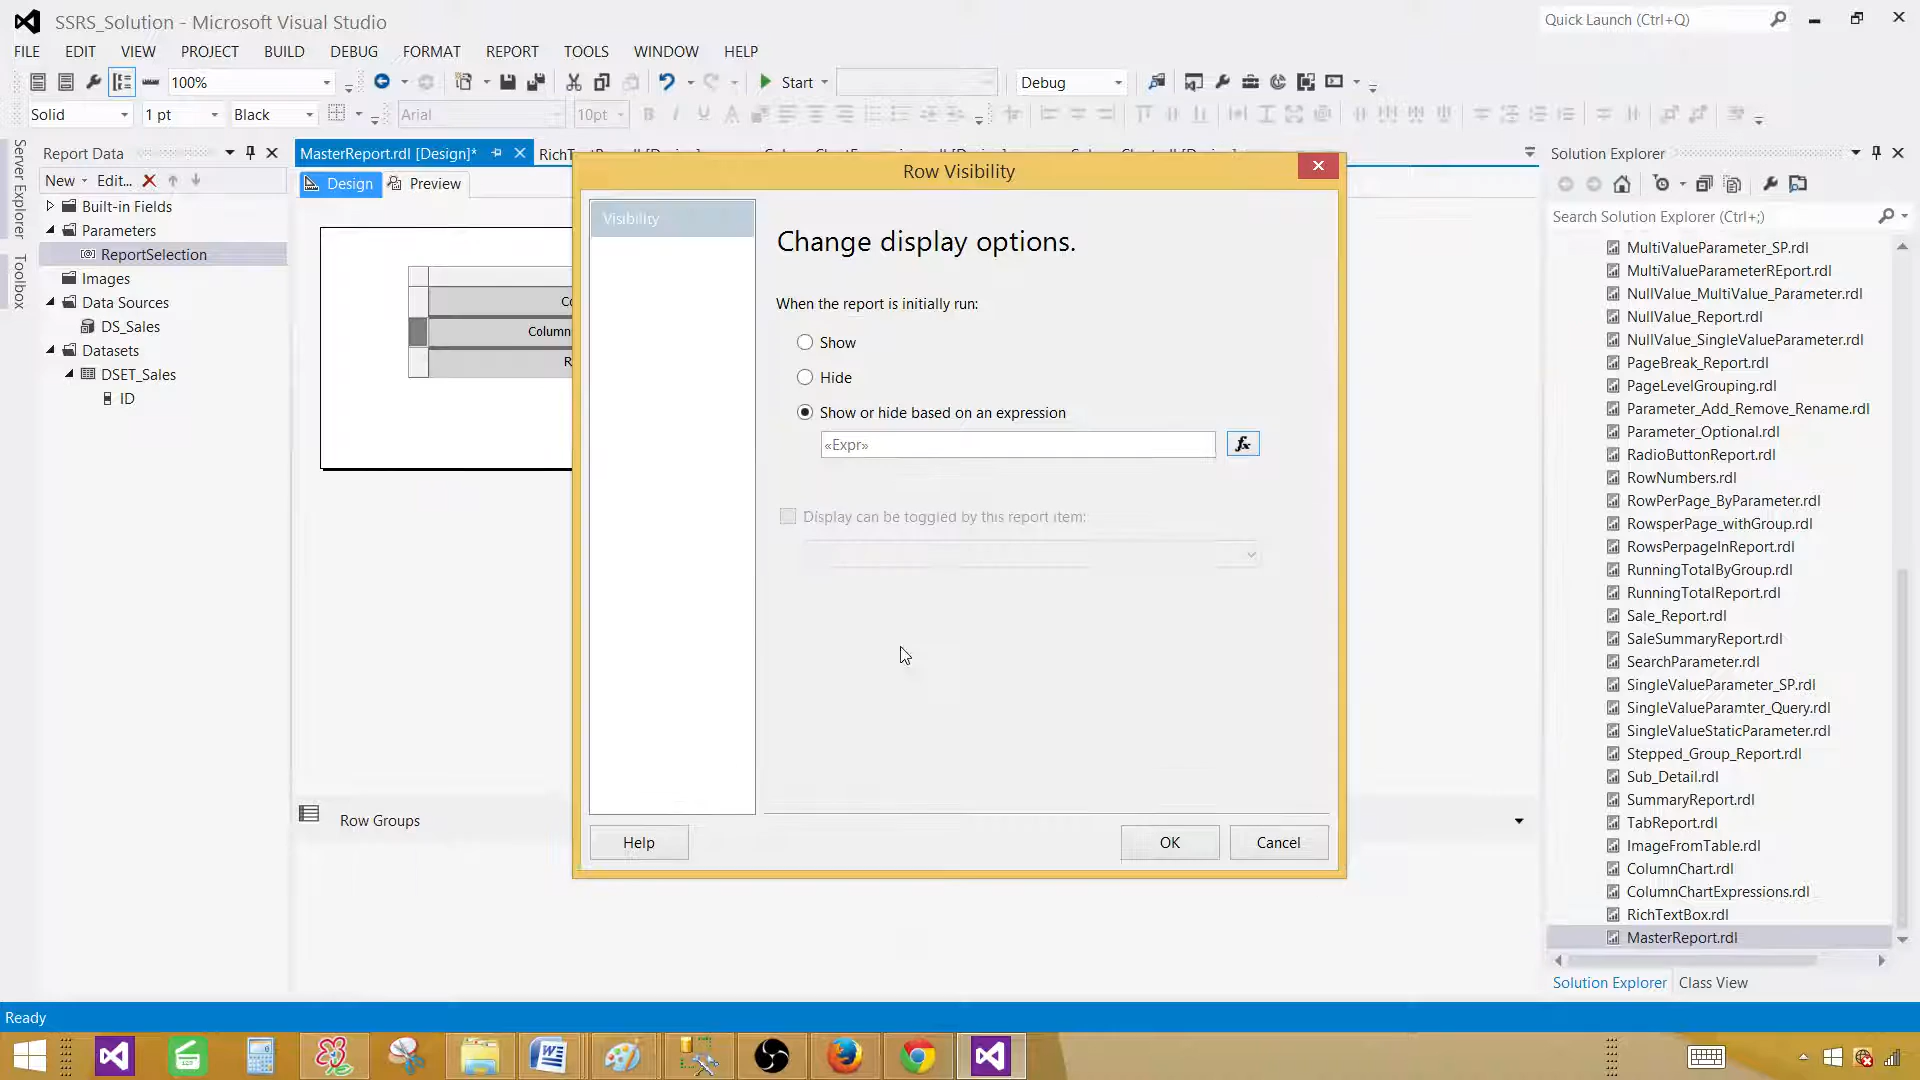 SSRS_Solution - Microsoft Visual Studio
Quick Launch (Ctrl+Q)
FILE EDIT VIEW PROJECT BUILD DEBUG FORMAT REPORT TOOLS WINDOW HELP
100% Start Debug
Solid 1 pt Black Arial 10pt B I U A
Server Explorer
Toolbox
Report Data
New Edit...
Built-in Fields
Parameters
ReportSelection
Images
Data Sources
DS_Sales
Datasets
DSET_Sales
ID
MasterReport.rdl [Design]*
Design Preview
Column
Row Groups
Row Visibility
Visibility
Change display options.
When the report is initially run:
Show
Hide
Show or hide based on an expression
«Expr»
fx
Display can be toggled by this report item:
Help OK Cancel
Solution Explorer
Search Solution Explorer (Ctrl+;)
MultiValueParameter_SP.rdl
MultiValueParameterREport.rdl
NullValue_MultiValue_Parameter.rdl
NullValue_Report.rdl
NullValue_SingleValueParameter.rdl
PageBreak_Report.rdl
PageLevelGrouping.rdl
Parameter_Add_Remove_Rename.rdl
Parameter_Optional.rdl
RadioButtonReport.rdl
RowNumbers.rdl
RowPerPage_ByParameter.rdl
RowsperPage_withGroup.rdl
RowsPerpageInReport.rdl
RunningTotalByGroup.rdl
RunningTotalReport.rdl
Sale_Report.rdl
SaleSummaryReport.rdl
SearchParameter.rdl
SingleValueParameter_SP.rdl
SingleValueParamter_Query.rdl
SingleValueStaticParameter.rdl
Stepped_Group_Report.rdl
Sub_Detail.rdl
SummaryReport.rdl
TabReport.rdl
ImageFromTable.rdl
ColumnChart.rdl
ColumnChartExpressions.rdl
RichTextBox.rdl
MasterReport.rdl
Solution Explorer Class View
Ready